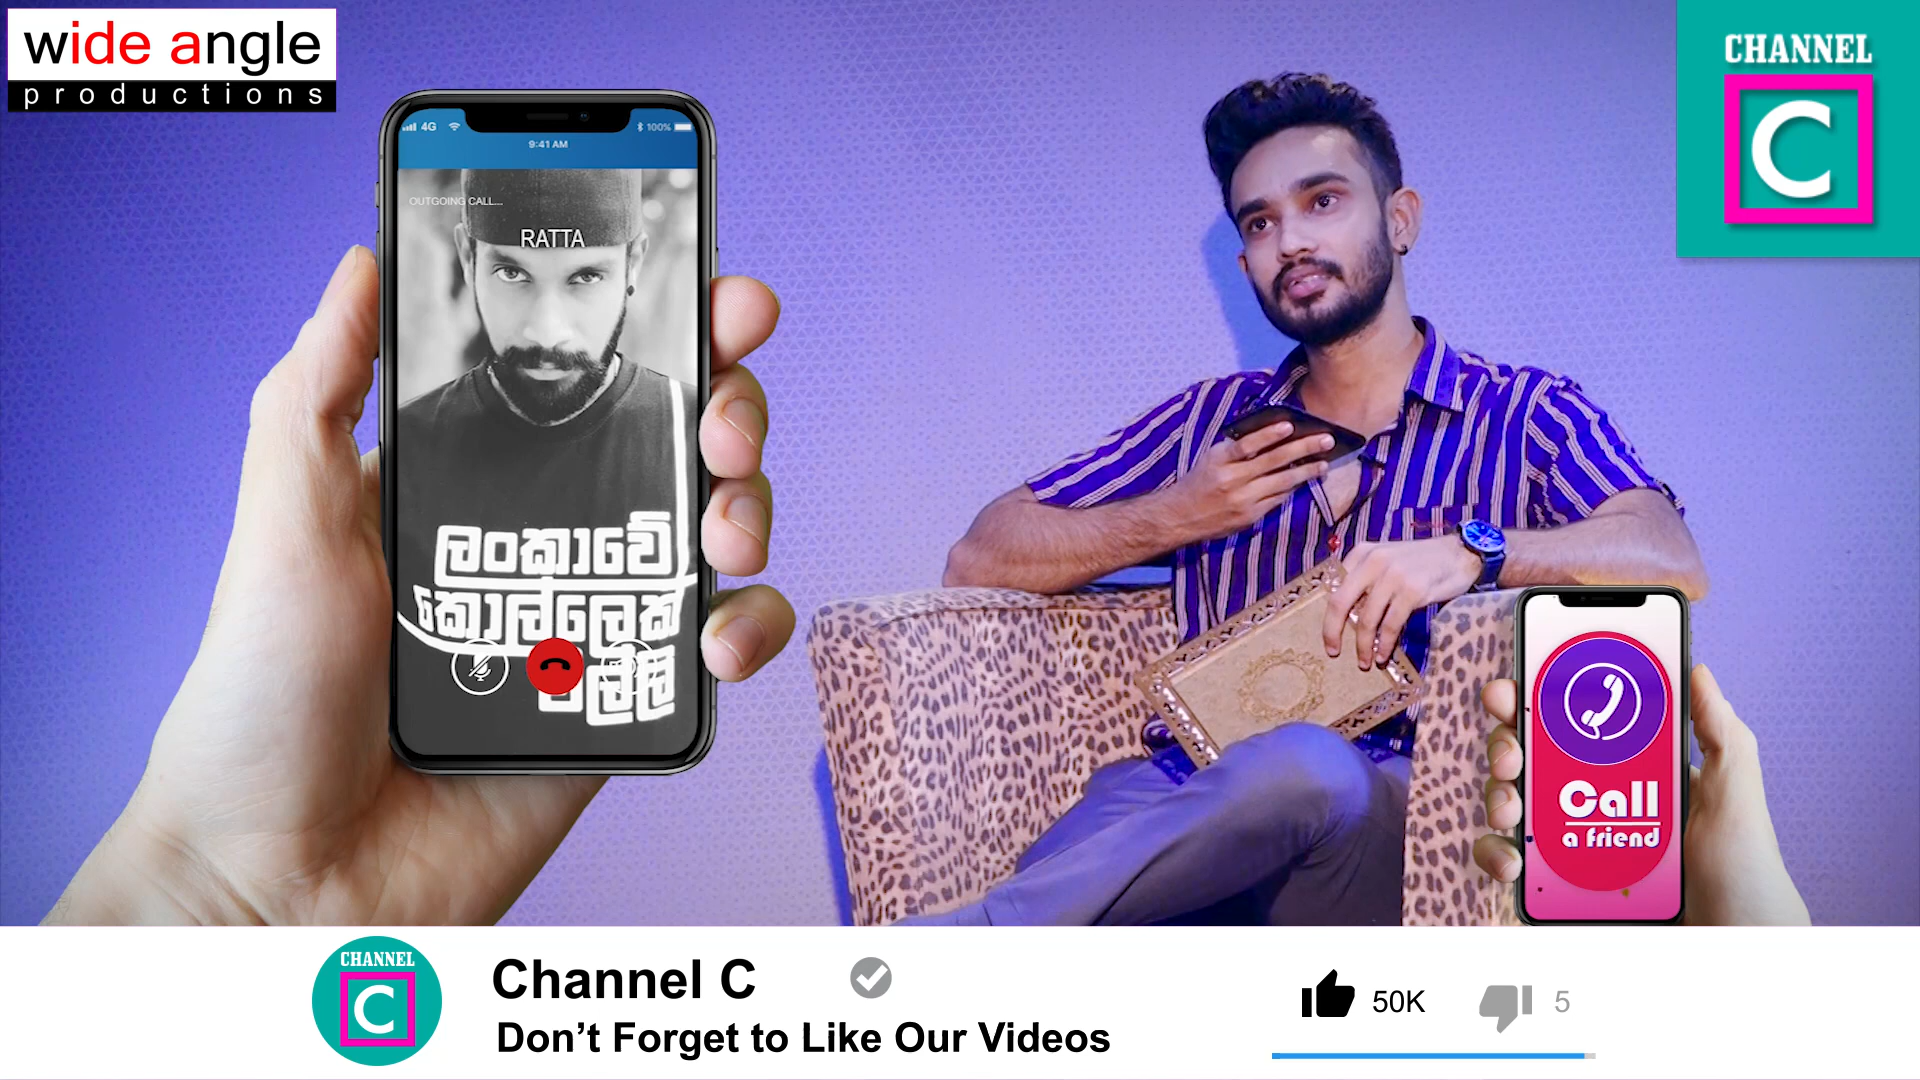 wide angle
productions
4G
100%
9:41 AM
OUTGOING CALL...
RATTA
ලංකාවේ
කොල්ලෙක්
CHANNEL
C
Call
a friend
CHANNEL
C
Channel C
Don’t Forget to Like Our Videos
50K
5